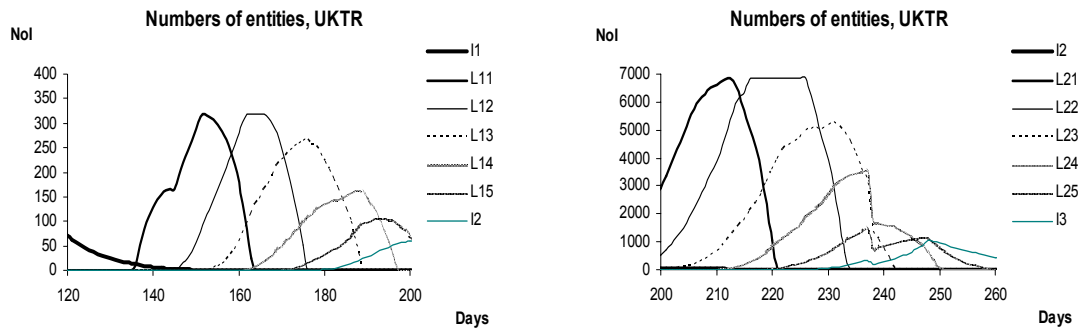 Numbers of entities, UKTR
NoI
I1
L11
L12
L13
L14
L15
I2
400
350
300
250
200
150
100
50
0
120 140 160 180 200
Days
Numbers of entities, UKTR
NoI
I2
L21
L22
L23
L24
L25
I3
7000
6000
5000
4000
3000
2000
1000
0
200 210 220 230 240 250 260
Days